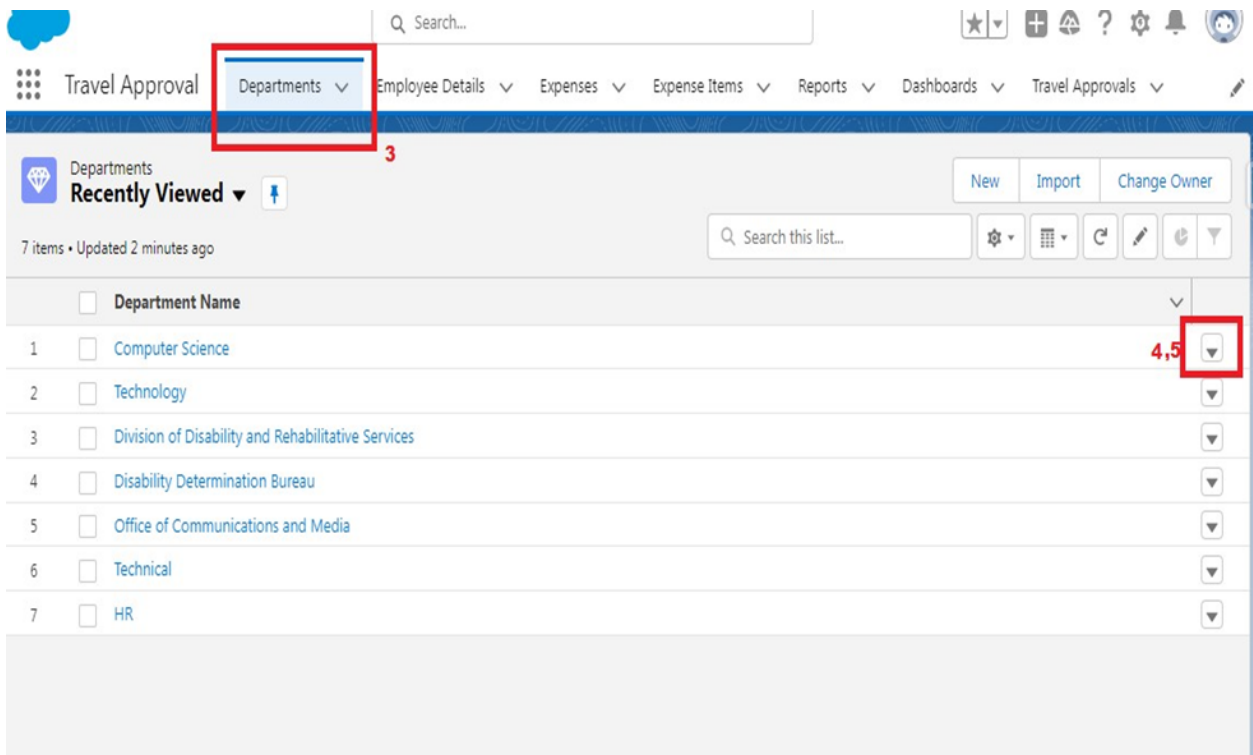 Search...
Travel Approval Departments Employee Details Expenses Expense Items Reports Dashboards Travel Approvals
3
Departments
Recently Viewed
New Import Change Owner
7 items • Updated 2 minutes ago
Search this list...
Department Name
1 Computer Science 4,5
2 Technology
3 Division of Disability and Rehabilitative Services
4 Disability Determination Bureau
5 Office of Communications and Media
6 Technical
7 HR